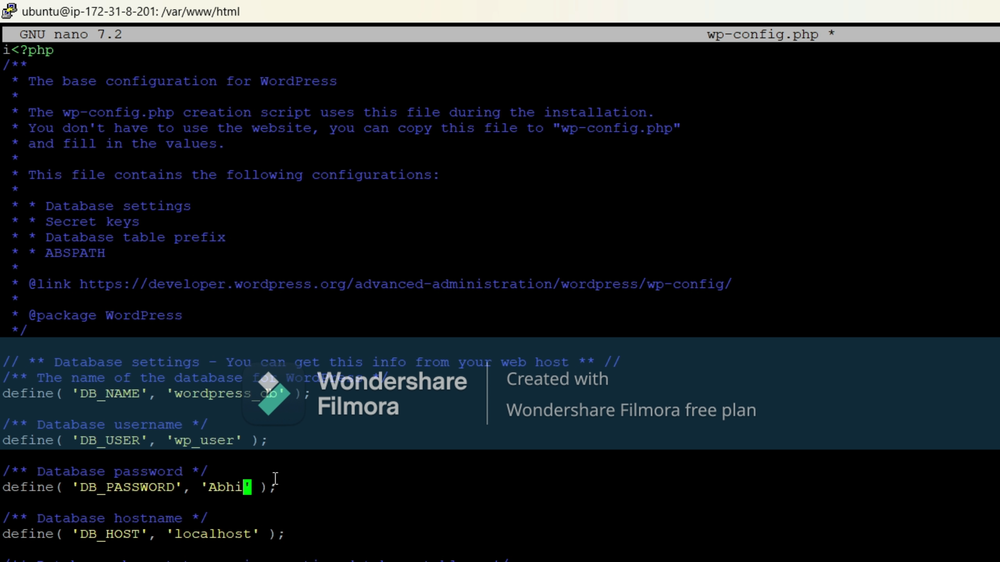 ubuntu@ip-172-31-8-201: /var/www/html
GNU nano 7.2 wp-config.php *
i<?php
/**
 * The base configuration for WordPress
 *
 * The wp-config.php creation script uses this file during the installation.
 * You don't have to use the website, you can copy this file to "wp-config.php"
 * and fill in the values.
 *
 * This file contains the following configurations:
 *
 * * Database settings
 * * Secret keys
 * * Database table prefix
 * * ABSPATH
 *
 * @link https://developer.wordpress.org/advanced-administration/wordpress/wp-config/
 *
 * @package WordPress
 */
// ** Database settings - You can get this info from your web host ** //
/** The name of the database for WordPress */
define( 'DB_NAME', 'wordpress_db' );
Wondershare
Filmora
Created with
Wondershare Filmora free plan
/** Database username */
define( 'DB_USER', 'wp_user' );
/** Database password */
define( 'DB_PASSWORD', 'Abhi' );
/** Database hostname */
define( 'DB_HOST', 'localhost' );